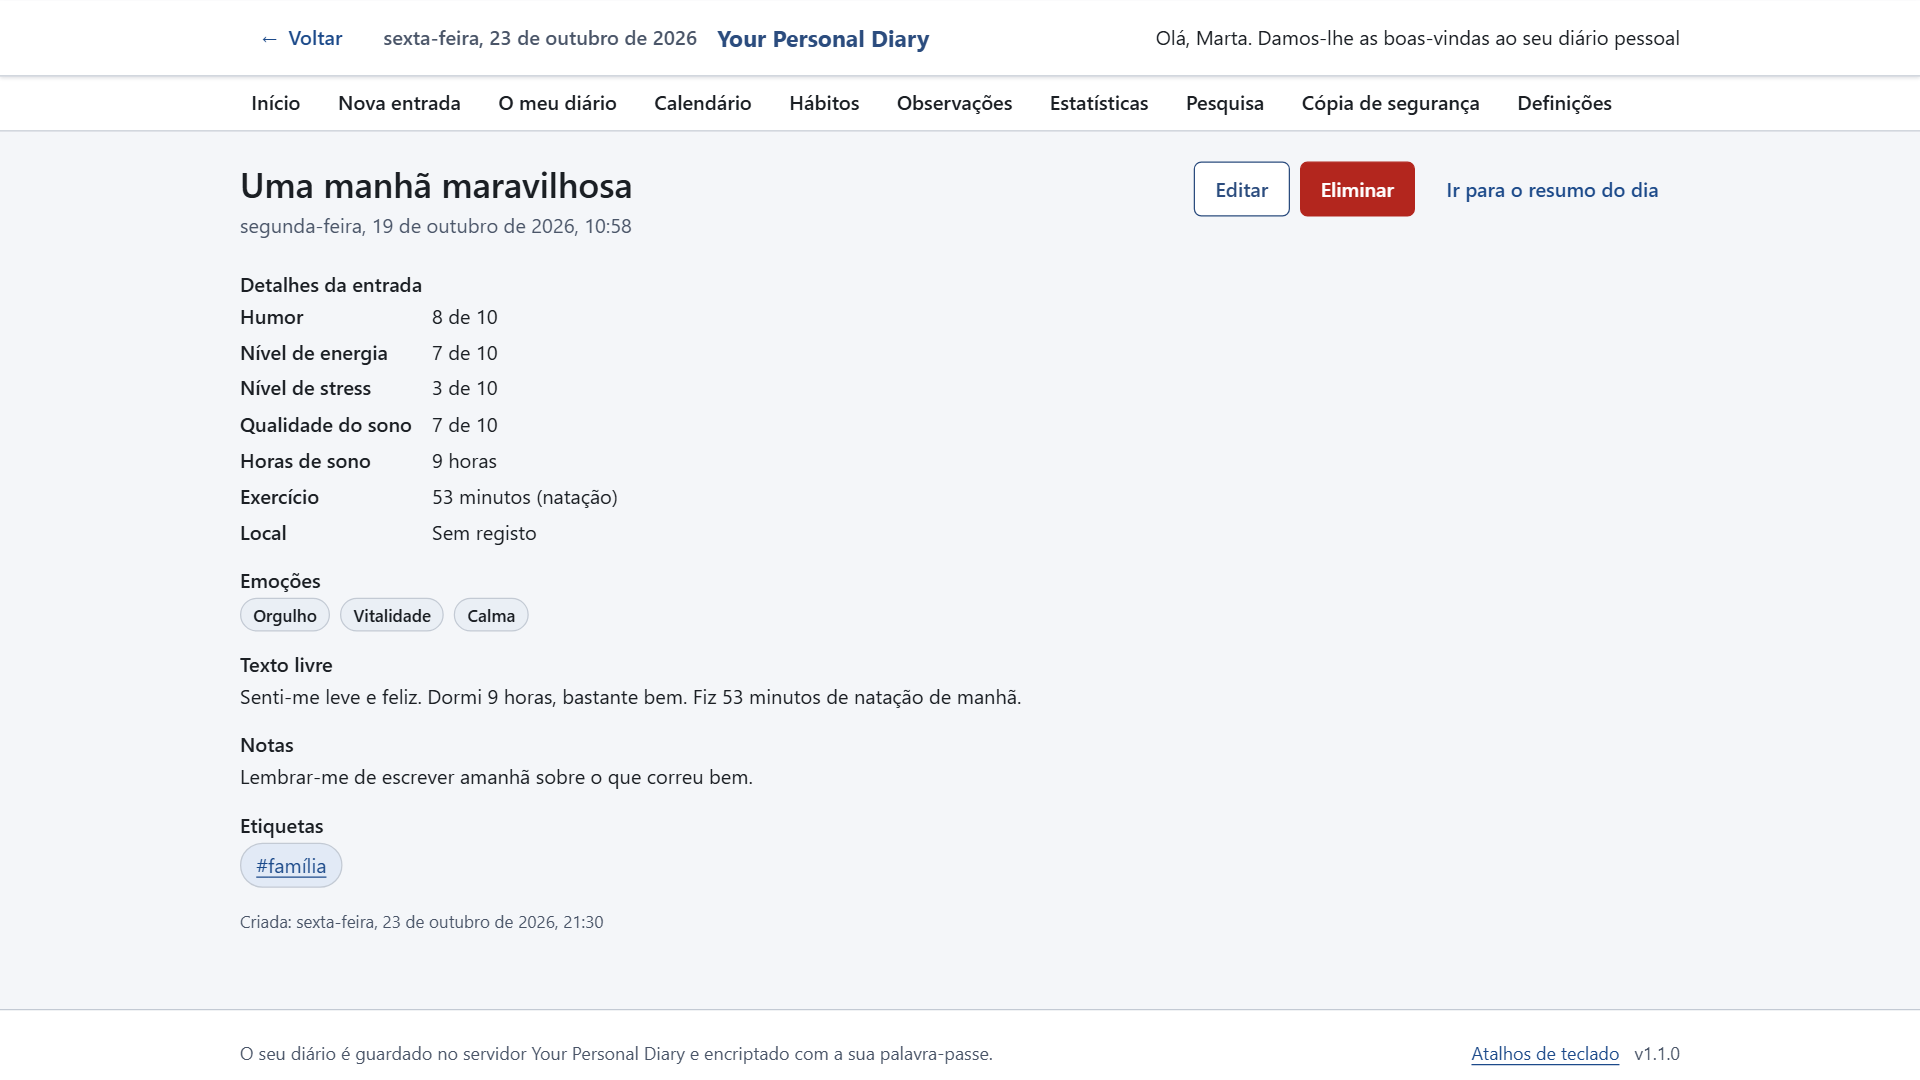 ← Voltar sexta-feira, 23 de outubro de 2026 Your Personal Diary Olá, Marta. Damos-lhe as boas-vindas ao seu diário pessoal
Início Nova entrada O meu diário Calendário Hábitos Observações Estatísticas Pesquisa Cópia de segurança Definições
Uma manhã maravilhosa
Editar Eliminar Ir para o resumo do dia
segunda-feira, 19 de outubro de 2026, 10:58
Detalhes da entrada
Humor 8 de 10
Nível de energia 7 de 10
Nível de stress 3 de 10
Qualidade do sono 7 de 10
Horas de sono 9 horas
Exercício 53 minutos (natação)
Local Sem registo
Emoções
Orgulho Vitalidade Calma
Texto livre
Senti-me leve e feliz. Dormi 9 horas, bastante bem. Fiz 53 minutos de natação de manhã.
Notas
Lembrar-me de escrever amanhã sobre o que correu bem.
Etiquetas
#família
Criada: sexta-feira, 23 de outubro de 2026, 21:30
O seu diário é guardado no servidor Your Personal Diary e encriptado com a sua palavra-passe. Atalhos de teclado v1.1.0